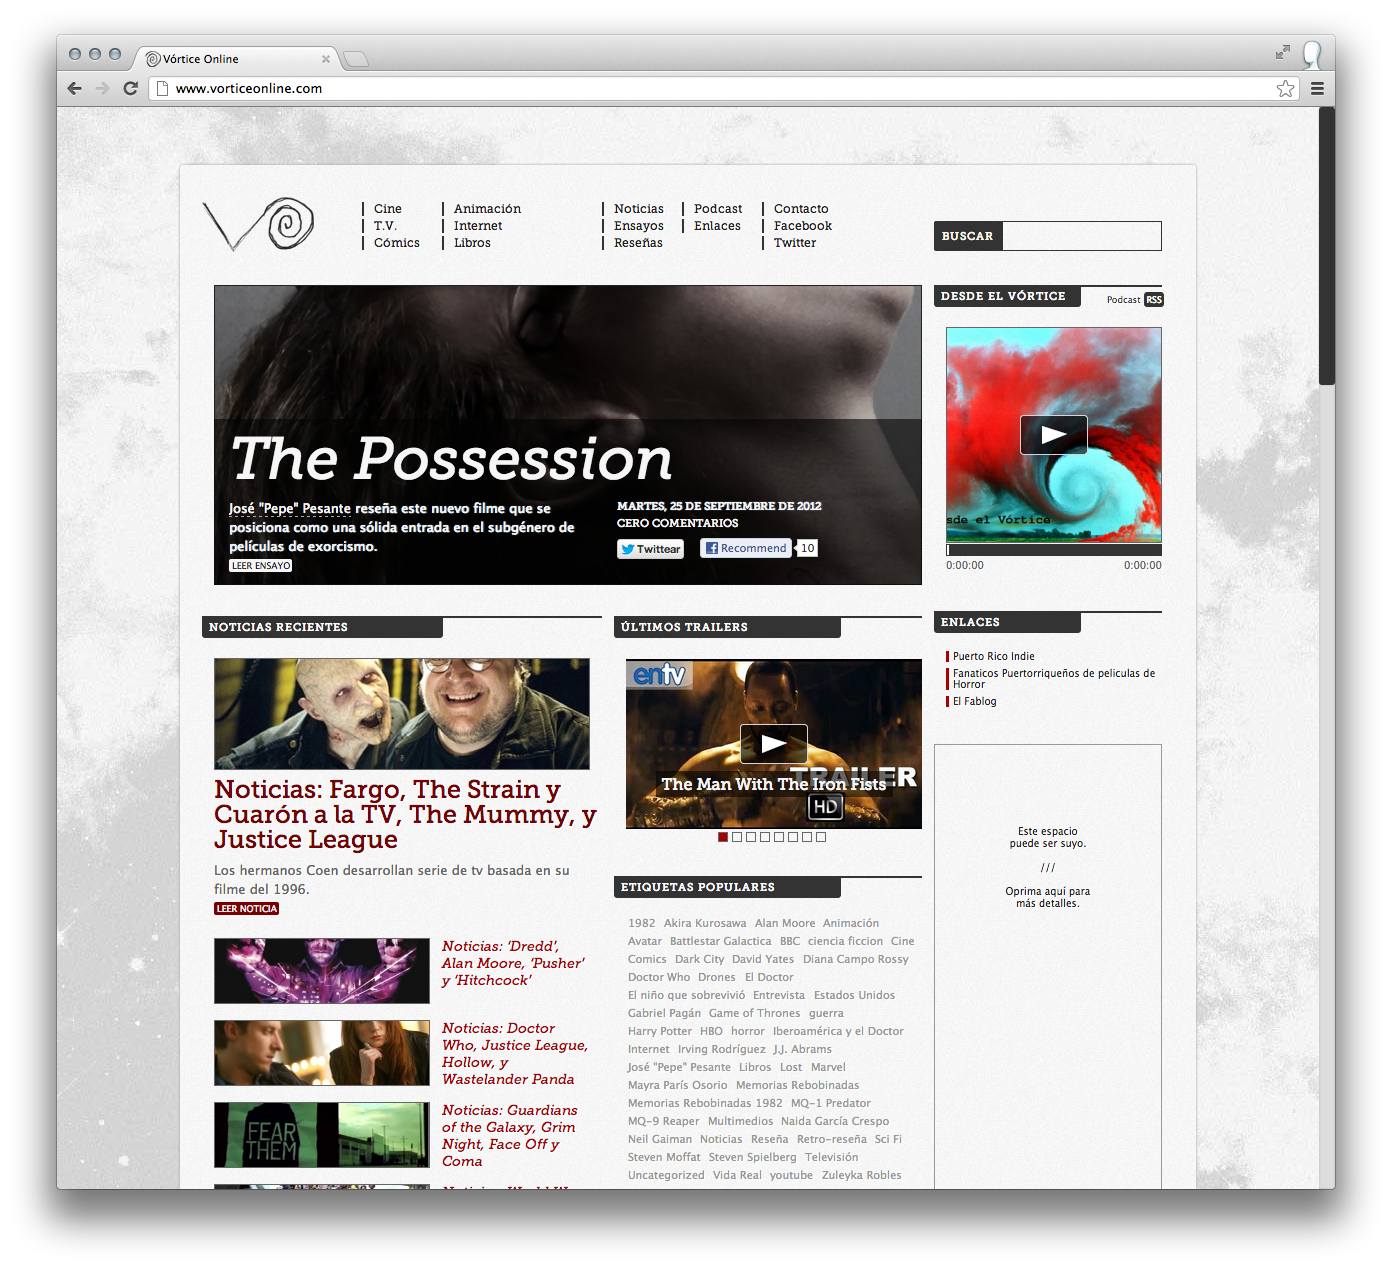 Vórtice Online
www.vorticeonline.com
Cine
T.V.
Cómics
Animación
Internet
Libros
Noticias
Ensayos
Reseñas
Podcast
Enlaces
Contacto
Facebook
Twitter
BUSCAR
The Possession
José "Pepe" Pesante reseña este nuevo filme que se
posiciona como una sólida entrada en el subgénero de
películas de exorcismo.
LEER ENSAYO
MARTES, 25 DE SEPTIEMBRE DE 2012
CERO COMENTARIOS
Twittear
Recommend 10
DESDE EL VÓRTICE
Podcast RSS
sde el Vórtice
0:00:00 0:00:00
NOTICIAS RECIENTES
Noticias: Fargo, The Strain y
Cuarón a la TV, The Mummy, y
Justice League
Los hermanos Coen desarrollan serie de tv basada en su
filme del 1996.
LEER NOTICIA
Noticias: 'Dredd',
Alan Moore, 'Pusher'
y 'Hitchcock'
Noticias: Doctor
Who, Justice League,
Hollow, y
Wastelander Panda
FEAR
THEM
Noticias: Guardians
of the Galaxy, Grim
Night, Face Off y
Coma
ÚLTIMOS TRAILERS
entv
TRAILER
The Man With The Iron Fists
HD
ETIQUETAS POPULARES
1982 Akira Kurosawa Alan Moore Animación
Avatar Battlestar Galactica BBC ciencia ficcion Cine
Comics Dark City David Yates Diana Campo Rossy
Doctor Who Drones El Doctor
El niño que sobrevivió Entrevista Estados Unidos
Gabriel Pagán Game of Thrones guerra
Harry Potter HBO horror Iberoamérica y el Doctor
Internet Irving Rodríguez J.J. Abrams
José "Pepe" Pesante Libros Lost Marvel
Mayra París Osorio Memorias Rebobinadas
Memorias Rebobinadas 1982 MQ-1 Predator
MQ-9 Reaper Multimedios Naida García Crespo
Neil Gaiman Noticias Reseña Retro-reseña Sci Fi
Steven Moffat Steven Spielberg Televisión
Uncategorized Vida Real youtube Zuleyka Robles
ENLACES
Puerto Rico Indie
Fanaticos Puertorriqueños de peliculas de
Horror
El Fablog
Este espacio
puede ser suyo.
///
Oprima aquí para
más detalles.